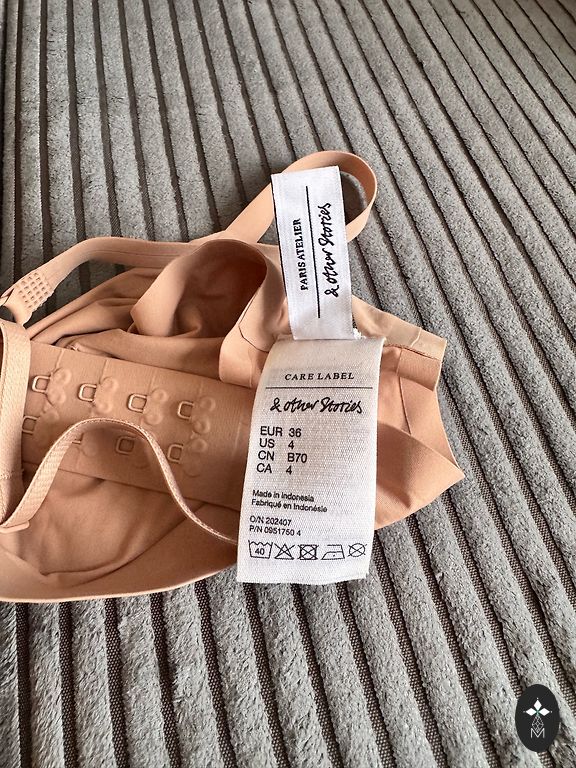 PARIS ATELIER
& other Stories
CARE LABEL
& other Stories
EUR 36
US 4
CN B70
CA 4
Made in Indonesia
Fabriqué en Indonésie
O/N 202407
P/N 0951750 4
40
M